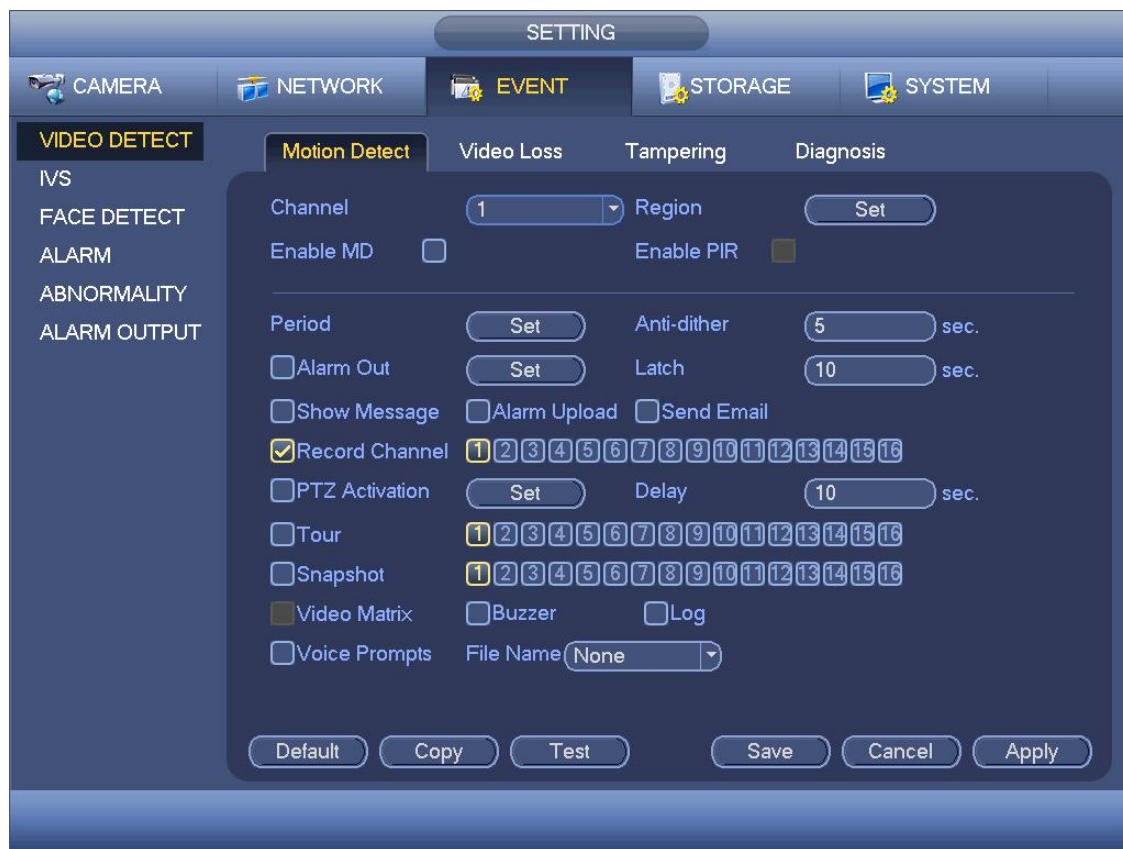 SETTING
CAMERA NETWORK EVENT STORAGE SYSTEM
VIDEO DETECT
IVS
FACE DETECT
ALARM
ABNORMALITY
ALARM OUTPUT
Motion Detect Video Loss Tampering Diagnosis
Channel 1 Region Set
Enable MD Enable PIR
Period Set Anti-dither 5 sec.
Alarm Out Set Latch 10 sec.
Show Message Alarm Upload Send Email
Record Channel 1 2 3 4 5 6 7 8 9 10 11 12 13 14 15 16
PTZ Activation Set Delay 10 sec.
Tour 1 2 3 4 5 6 7 8 9 10 11 12 13 14 15 16
Snapshot 1 2 3 4 5 6 7 8 9 10 11 12 13 14 15 16
Video Matrix Buzzer Log
Voice Prompts File Name None
Default Copy Test Save Cancel Apply